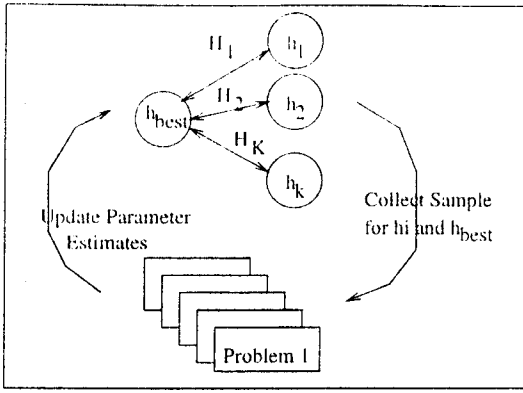 H1
h1
H2
h2
hbest
HK
hk
Update Parameter
Estimates
Collect Sample
for hi and hbest
Problem 1